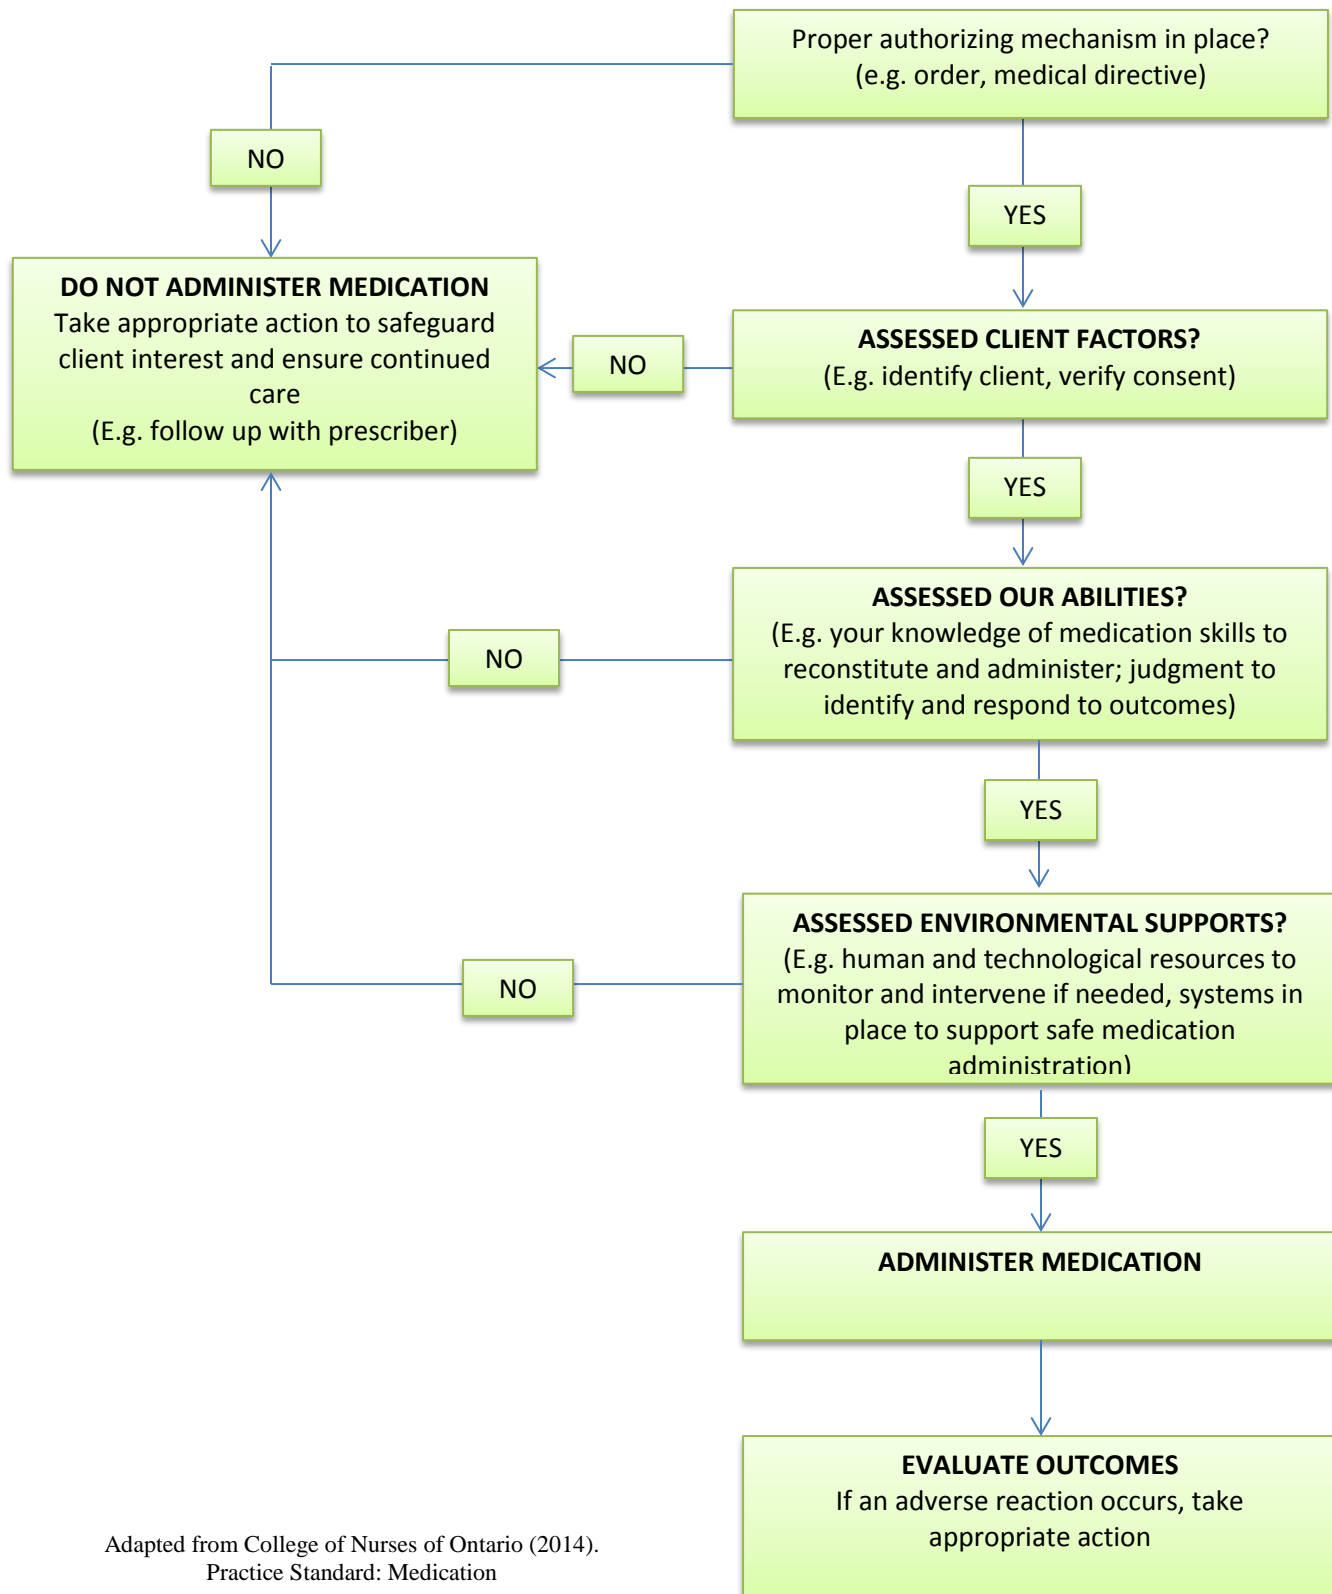 Proper authorizing mechanism in place?
(e.g. order, medical directive)
NO
YES
DO NOT ADMINISTER MEDICATION
Take appropriate action to safeguard
client interest and ensure continued
care
(E.g. follow up with prescriber)
NO
ASSESSED CLIENT FACTORS?
(E.g. identify client, verify consent)
YES
ASSESSED OUR ABILITIES?
(E.g. your knowledge of medication skills to
reconstitute and administer; judgment to
identify and respond to outcomes)
NO
YES
ASSESSED ENVIRONMENTAL SUPPORTS?
(E.g. human and technological resources to
monitor and intervene if needed, systems in
place to support safe medication
administration)
NO
YES
ADMINISTER MEDICATION
EVALUATE OUTCOMES
If an adverse reaction occurs, take
appropriate action
Adapted from College of Nurses of Ontario (2014).
Practice Standard: Medication